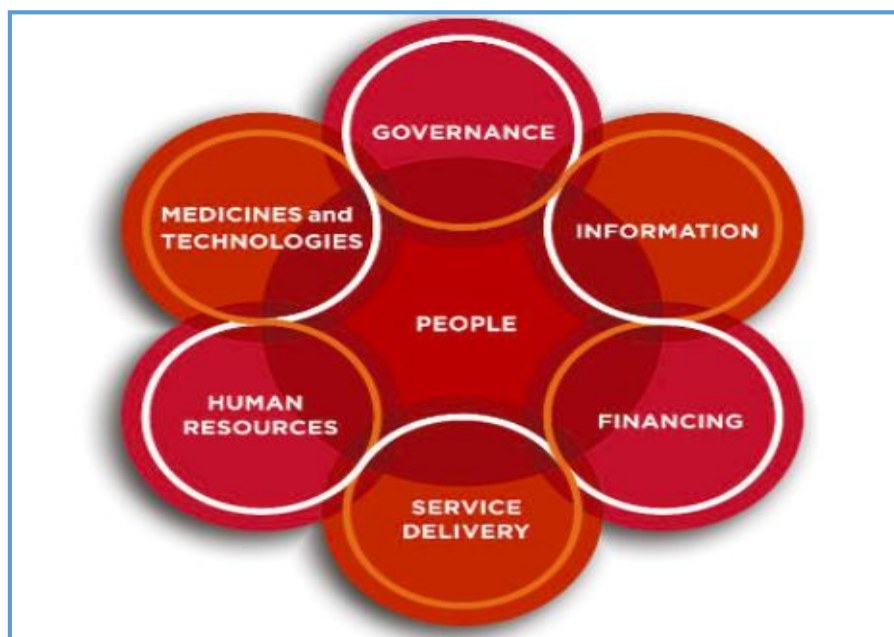 GOVERNANCE
MEDICINES and
TECHNOLOGIES
INFORMATION
PEOPLE
HUMAN
RESOURCES
FINANCING
SERVICE
DELIVERY